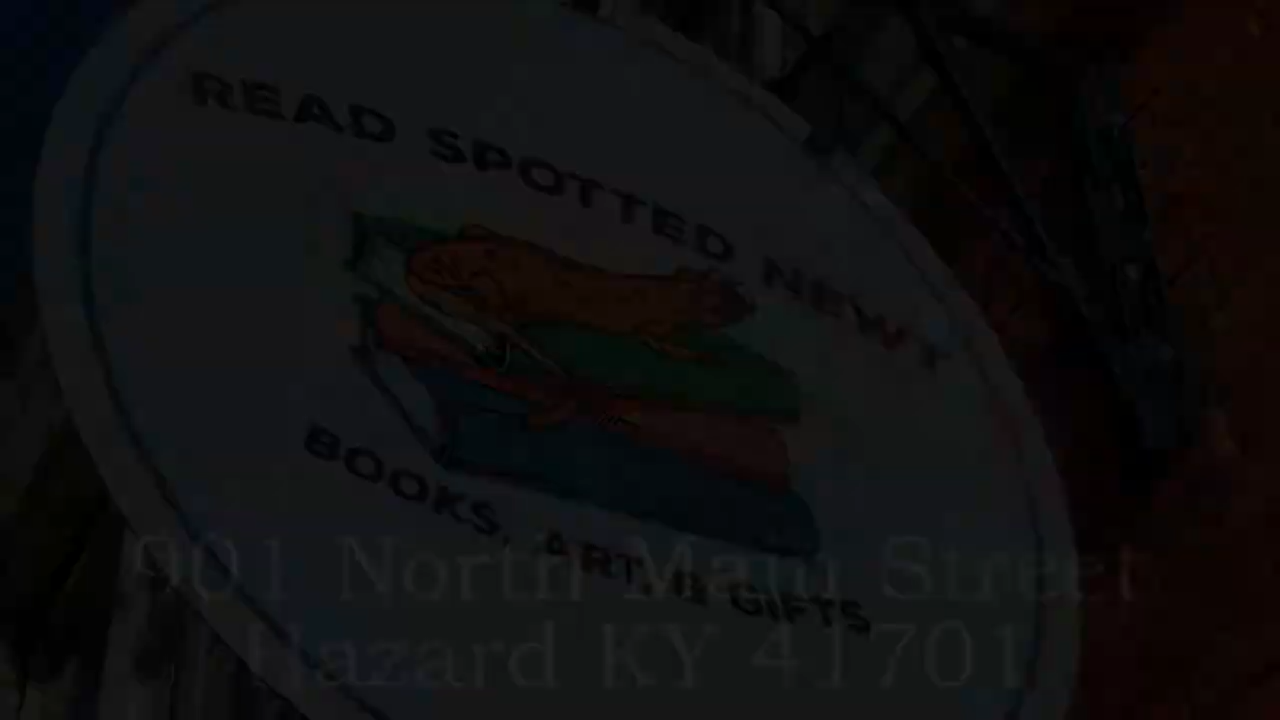 READ SPOTTED NEWT
BOOKS, ART & GIFTS
901 North Main Street
Hazard KY 41701